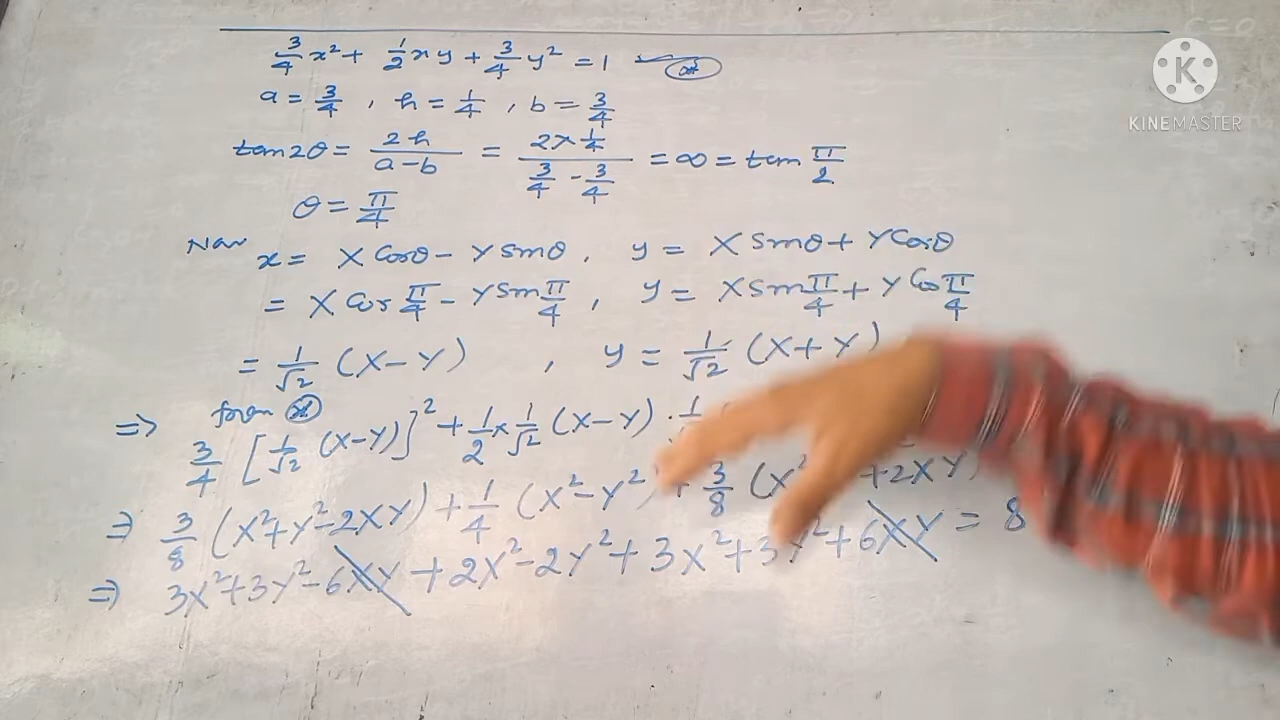 3/4 x² + 1/2 xy + 3/4 y² = 1
a = 3/4 , h = 1/4 , b = 3/4
tan2θ = 2h/(a-b) = (2×1/4)/(3/4 - 3/4) = ∞ = tan π/2
θ = π/4
Now x = X Cosθ - Y Sinθ , y = X Sinθ + Y Cosθ
= X Cos π/4 - Y Sin π/4 , y = X Sin π/4 + Y Cos π/4
= 1/√2 (X - Y) , y = 1/√2 (X + Y)
⇒ from
3/4 [1/√2 (X-Y)]² + 1/2 × 1/√2 (X-Y) . 1/
⇒ 3/8 (X²+Y²-2XY) + 1/4 (X²-Y²) + 3/8 (X² +2XY)
⇒ 3X²+3Y²-6XY + 2X²-2Y² + 3X²+3Y²+6XY = 8
KINEMASTER